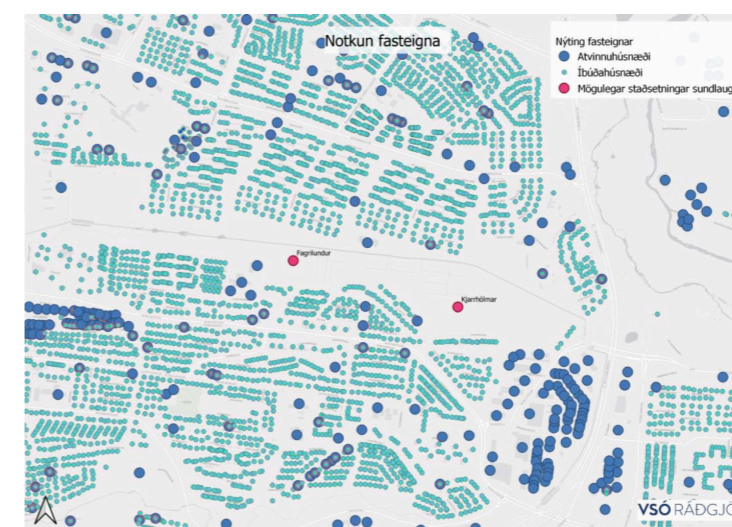 Notkun fasteigna
Nýting fasteignar
Atvinnuhúsnæði
Íbúðahúsnæði
Mögulegar staðsetningar sundlaug
Fagrilundur
Kjarrhólmar
VSÓ RÁÐGJÖ